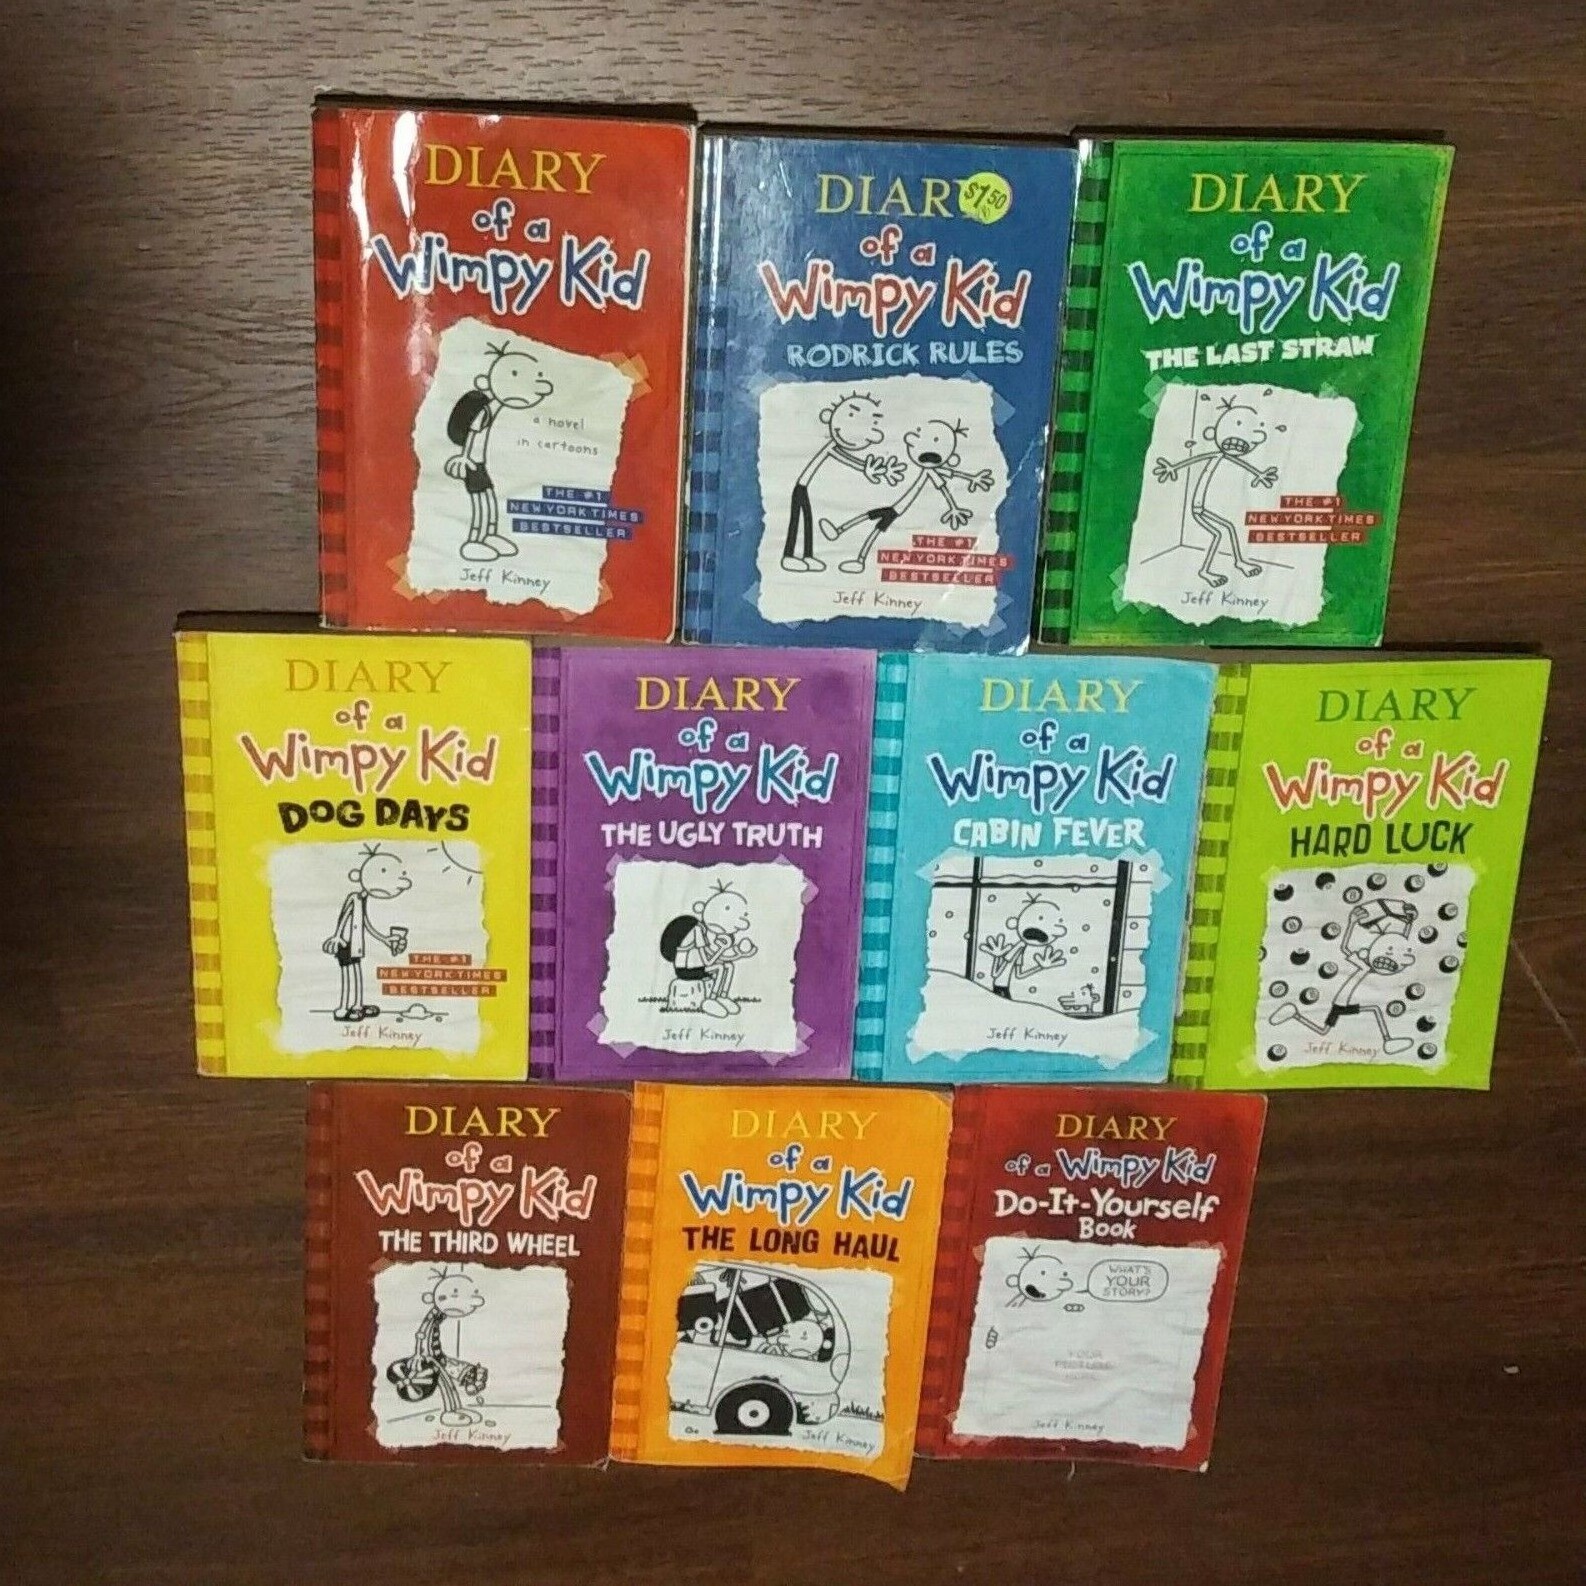 DIARY
of a
Wimpy Kid
a novel
in cartoons
THE #1
NEW YORK TIMES
BESTSELLER
Jeff Kinney
DIAR
$1.50
of a
Wimpy Kid
RODRICK RULES
THE #1
NEW YORK TIMES
BESTSELLER
Jeff Kinney
DIARY
of a
Wimpy Kid
THE LAST STRAW
THE #1
NEW YORK TIMES
BESTSELLER
Jeff Kinney
DIARY
of a
Wimpy Kid
DOG DAYS
THE #1
NEW YORK TIMES
BESTSELLER
Jeff Kinney
DIARY
of a
Wimpy Kid
THE UGLY TRUTH
Jeff Kinney
DIARY
of a
Wimpy Kid
CABIN FEVER
Jeff Kinney
DIARY
of a
Wimpy Kid
HARD LUCK
Jeff Kinney
DIARY
of a
Wimpy Kid
THE THIRD WHEEL
Jeff Kinney
DIARY
of a
Wimpy Kid
THE LONG HAUL
Jeff Kinney
DIARY
of a Wimpy Kid
Do-It-Yourself
Book
WHAT'S
YOUR
STORY?
YOUR
PICTURE
Jeff Kinney